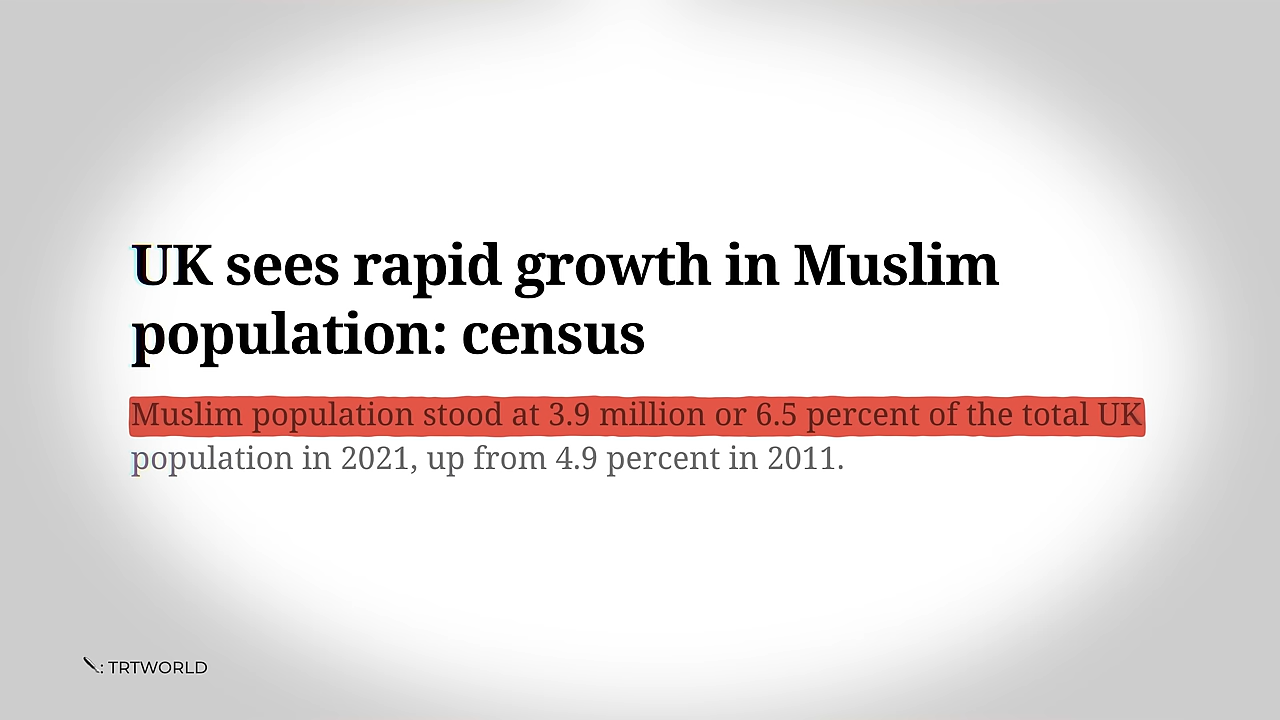 UK sees rapid growth in Muslim
population: census
Muslim population stood at 3.9 million or 6.5 percent of the total UK
population in 2021, up from 4.9 percent in 2011.
: TRTWORLD